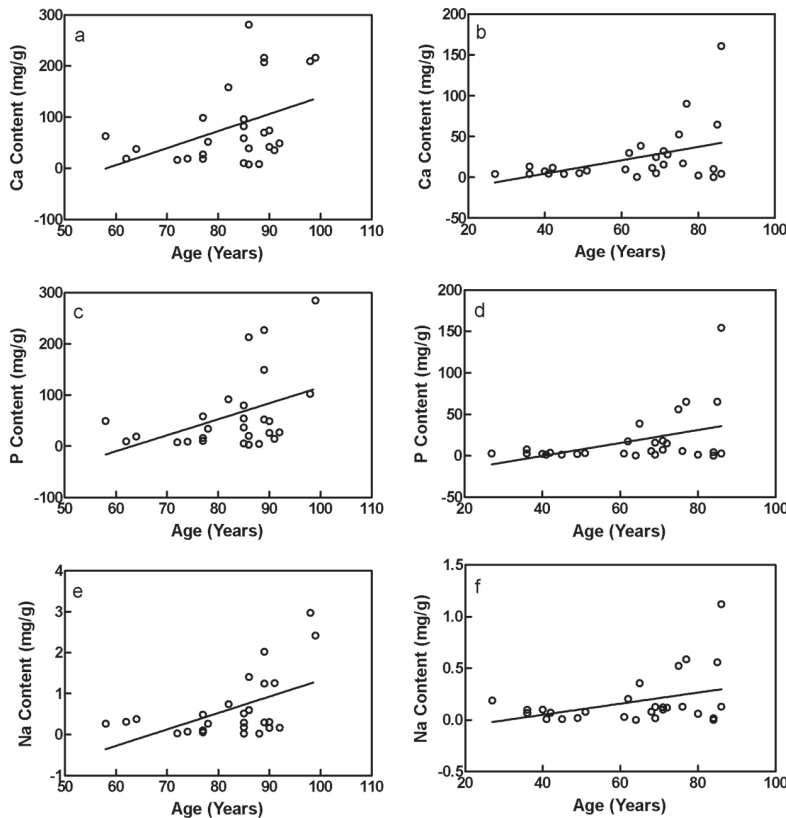 a
Ca Content (mg/g)
300
200
100
0
-100
50 60 70 80 90 100 110
Age (Years)
b
Ca Content (mg/g)
200
150
100
50
0
-50
20 40 60 80 100
Age (Years)
c
P Content (mg/g)
300
200
100
0
-100
50 60 70 80 90 100 110
Age (Years)
d
P Content (mg/g)
200
150
100
50
0
-50
20 40 60 80 100
Age (Years)
e
Na Content (mg/g)
4
3
2
1
0
-1
50 60 70 80 90 100 110
Age (Years)
f
Na Content (mg/g)
1.5
1.0
0.5
0.0
-0.5
20 40 60 80 100
Age (Years)